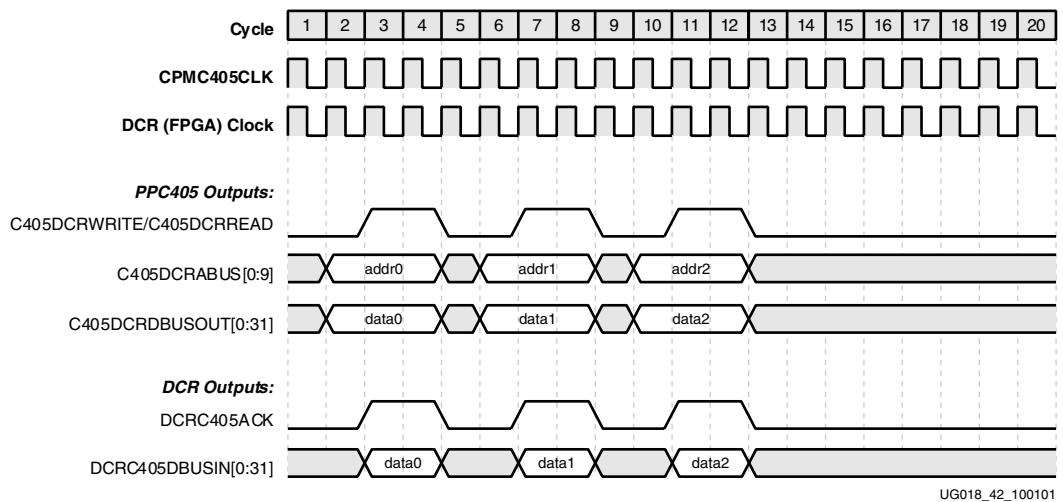 Cycle 1 2 3 4 5 6 7 8 9 10 11 12 13 14 15 16 17 18 19 20
CPMC405CLK
DCR (FPGA) Clock
PPC405 Outputs:
C405DCRWRITE/C405DCRREAD
C405DCRABUS[0:9] addr0 addr1 addr2
C405DCRDBUSOUT[0:31] data0 data1 data2
DCR Outputs:
DCRC405ACK
DCRC405DBUSIN[0:31] data0 data1 data2
UG018_42_100101